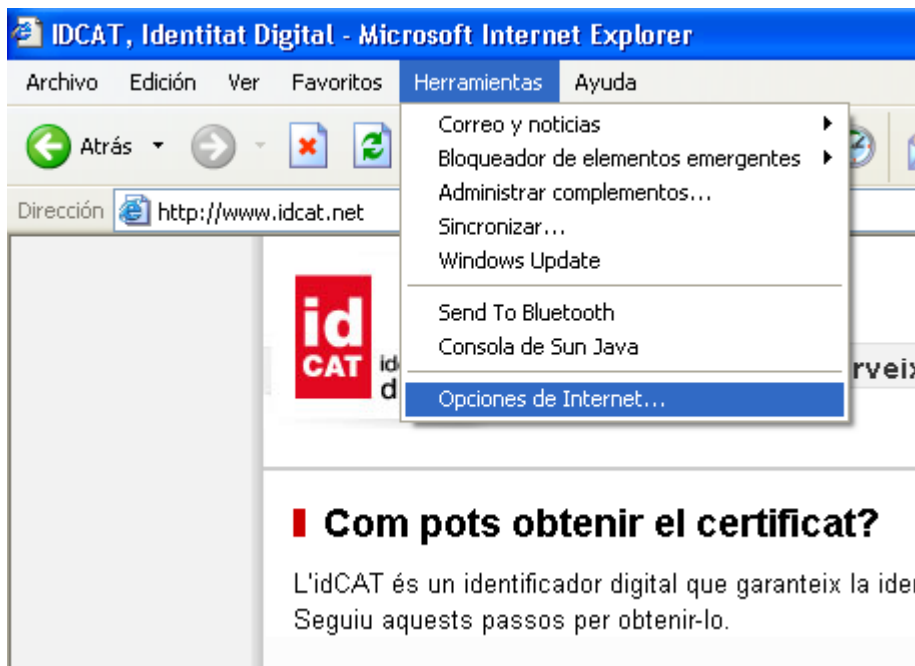 IDCAT, Identitat Digital - Microsoft Internet Explorer
Archivo Edición Ver Favoritos Herramientas Ayuda
Correo y noticias
Atrás
Bloqueador de elementos emergentes
Administrar complementos...
Dirección http://www.idcat.net
Sincronizar...
Windows Update
Send To Bluetooth
Consola de Sun Java
Opciones de Internet...
id
CAT
Com pots obtenir el certificat?
L'idCAT és un identificador digital que garanteix la
Seguiu aquests passos per obtenir-lo.